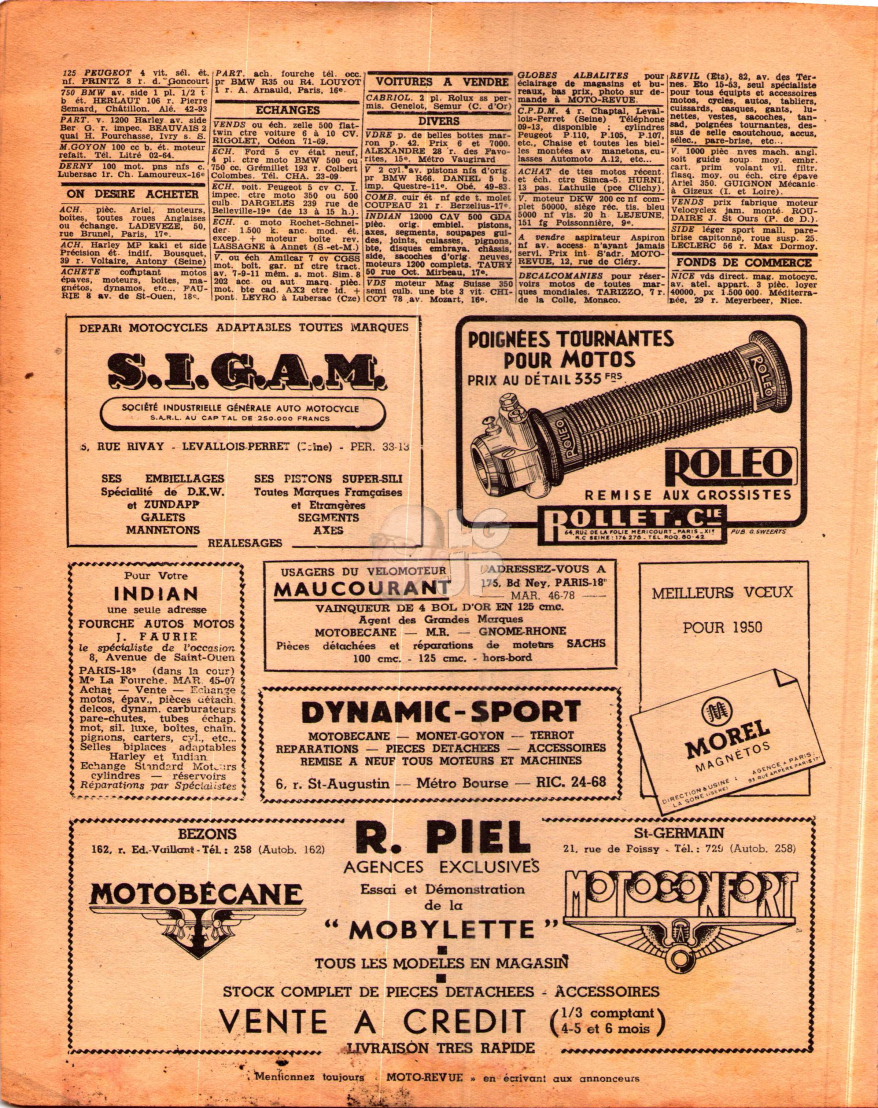 125 PEUGEOT 4 vit. sél. ét.
nf. PRINTZ 8 r. d. Goncourt
750 BMW av. side 1 pl. 1/2 t.
b ét. HERLAUT 106 r. Pierre
Bemard, Châtillon. Alé. 42-93
PART. v. 1200 Harley av. side
Ber G. r. impec. BEAUVAIS 2
quai H. Pourchasse, Ivry s. S.
M.GOYON 100 cc b. ét. moteur
refait. Tél. Litré 02-64.
DERNY 100 mot. pns nfs c.
Lubersac 1r. Ch. Lamoureux-16e
ON DESIRE ACHETER
ACH. pièc. Ariel, moteurs,
boites, toutes roues Anglaises
ou échange. LADEVEZE, 50,
rue Brunel, Paris, 17e.
ACH. Harley MP kaki et side
Précision ét. indif. Bousquet,
39 r. Voltaire, Antony (Seine)
ACHETE comptant motos
épaves, moteurs, boites, ma-
gnétos, dynamos, etc... FAU-
RIE 8 av. de St-Ouen, 18e.
PART. ach. fourche tél. occ.
pr BMW R35 ou R4. LOUYOT
1 r. A. Arnauld, Paris, 16e.
ECHANGES
VENDS ou éch. zelle 500 flat-
twin ctre voiture 6 à 10 CV.
RIGOLET, Odéon 71-69.
ECH. Ford 5 cv état neuf,
4 pl. ctre moto BMW 500 ou
750 cc. Grémillet 193 r. Colbert
Colombes. Tél. CHA. 23-09
ECH. voit. Peugeot 5 cv C. I.
impec. ctre moto 350 ou 500
culb. DARGELES 239 rue de
Belleville-19e (de 13 à 15 h.).
ECH. c moto Rochet-Schnei-
der 1.500 k. anc. mod. ét.
excep. 4 moteur boite rev.
LASSAGNE à Annet (S-et-M.)
V. ou éch Amilcar 7 cv CGSS
mot. bolt. gar. nf ctre tract.
av. 7-9-11 mêm. s. mot. Sim 8
202 acc ou aut marq. pièc.
mot. bte cad. AX3 ctre id. +
pont. LEYRO à Lubersac (Cze)
VOITURES A VENDRE
CABRIOL. 2 pl. Rolux ss per-
mis. Genelot, Semur (C. d'Or)
DIVERS
VDRE p. de belles bottes mar-
ron p. 42. Prix 6 et 7000.
ALEXANDRE 28 r. des Favo-
rites, 15e. Métro Vaugirard
V 2 cyl. av. pistons nfs d'orig
pr BMW R66. DANIEL, 5 b
imp. Questre-11e. Obé. 49-83.
COMB. cuir ét nf gde t. molet
COUPEAU 21 r. Berzelius-17e.
INDIAN 12000 CAV 500 GDA
pièc. orig. embiel, pistons,
axes, segments, soupapes gui-
des, joints, culasses, pignons,
bte, disques embraya, châssis,
side, sacoches d'orig. neuves,
moteurs 1200 complets. TAURY
50 rue Oct. Mirbeau, 17e.
VDS moteur Mag Suisse 350
semi culb. une bte 3 vit. CHI-
COT 78 av. Mozart, 16e.
GLOBES ALBALITES pour
éclairage de magasins et bu-
reaux, bas prix, photo sur de-
mande à MOTO-REVUE.
C.P.D.M. 4 r. Chaptal, Leval-
lois-Perret (Seine) Téléphone
09-13, disponible ; cylindres
Peugeot P.110, P.105, P.107,
etc., Chaise et toutes les biel-
les montées av manetons, cu-
lasses Automoto A.12, etc...
ACHAT de ttes motos récent.
et éch. ctre Simca-5. HURNI,
13 pas. Lathuile (pce Clichy).
V. moteur DKW 200 cc nf com-
plet 50000, siège réc. tis. bleu
5000 nf vis. 20 h LEJEUNE,
151 fg Poissonnière, 9e.
A vendre aspirateur Aspiron
nf av. access. n'ayant jamais
servi. Prix int S'adr. MOTO-
REVUE, 12, rue de Cléry.
DECALCOMANIES pour réser-
voirs motos de toutes mar-
ques mondiales. TARIZZO, 7 r.
de la Colle, Monaco.
REVIL (Ets), 82, av. des Ter-
nes. Eto 15-53, seul spécialiste
pour tous équipts et accessoires
motos, cycles, autos, tabliers,
cuissards, casques, gants, lu-
nettes, vestes, sacoches, tan-
sad, poignées tournantes, des-
sus de selle caoutchouc, accus,
sélec., pare-brise, etc...
V. 1000 pièc nves mach. angl.
soit guide soup. moy. embr.
cart. prim volant vil. filtr.
flasq. moy. ou éch. ctre épave
Ariel 350. GUIGNON Mécanic
à Gizeux (I. et Loire).
VENDS prix fabrique moteur
Velocyclex jam. monté. ROU-
DAIRE J. St Ours (P. de D.).
SIDE léger sport mall. pare-
brise capitonné, roue susp. 25.
LECLERC 56 r. Max Dormoy.
FONDS DE COMMERCE
NICE vds direct. mag. motocyc.
av. atel. appart. 3 pièc. loyer
40000, px 1.500 000. Méditerra-
née, 29 r. Meyerbeer, Nice.
DEPARt MOTOCYCLES ADAPTABLES TOUTES MARQUES
S.I.G.A.M.
SOCIÉTÉ INDUSTRIELLE GÉNÉRALE AUTO MOTOCYCLE
S.A.R.L. AU CAPITAL DE 250.000 FRANCS
5, RUE RIVAY - LEVALLOIS-PERRET (Seine) - PER. 33-13
SES EMBIELLAGES
Spécialité de D.K.W.
et ZUNDAPP
GALETS
MANNETONS
SES PISTONS SUPER-SILI
Toutes Marques Françaises
et Etrangères
SEGMENTS
AXES
REALESAGES
POIGNÉES TOURNANTES
POUR MOTOS
PRIX AU DÉTAIL 335 FRS
ROLÉO
ROLÉO
ROLÉO
REMISE AUX GROSSISTES
ROLLET & CIE
64, RUE DE LA FOLIE MÉRICOURT, PARIS, XIe
R.C SEINE : 176 278 - TEL. ROQ. 80-42
PUB. G. SWEERTS
Pour Votre
INDIAN
une seule adresse
FOURCHE AUTOS MOTOS
J. FAURIE
le spécialiste de l'occasion
8, Avenue de Saint-Ouen
PARIS-18e (dans la cour)
Mo La Fourche. MAR. 45-07
Achat — Vente — Echange
motos, épav., pièces détach.
delcos, dynam. carburateurs
pare-chutes, tubes échap.
mot, sil. luxe, boîtes, chain.
pignons, carters, cyl., etc...
Selles biplaces adaptables
Harley et Indian
Echange Standard Moteurs
cylindres — réservoirs
Réparations par Spécialistes
USAGERS DU VELOMOTEUR
ADRESSEZ-VOUS A
MAUCOURANT
175, Bd Ney, PARIS-18e
— MAR. 46-78 —
VAINQUEUR DE 4 BOL D'OR EN 125 cmc.
Agent des Grandes Marques
MOTOBECANE — M.R. — GNOME-RHONE
Pièces détachées et réparations de moteurs SACHS
100 cmc. - 125 cmc. - hors-bord
LG
DYNAMIC-SPORT
MOTOBECANE — MONET-GOYON — TERROT
REPARATIONS — PIECES DETACHEES — ACCESSOIRES
REMISE A NEUF TOUS MOTEURS ET MACHINES
6, r. St-Augustin — Métro Bourse — RIC. 24-68
MEILLEURS VŒUX
POUR 1950
MOREL
MAGNÉTOS
DIRECTION & USINE :
AGENCE A PARIS :
R. PIEL
BEZONS
162, r. Ed.-Vaillant - Tél. : 258 (Autob. 162)
St-GERMAIN
21, rue de Poissy - Tél. : 729 (Autob. 258)
AGENCES EXCLUSIVES
MOTOBÉCANE
MOTOCONFORT
Essai et Démonstration
de la
" MOBYLETTE "
TOUS LES MODELES EN MAGASIN
STOCK COMPLET DE PIECES DETACHEES - ACCESSOIRES
VENTE A CREDIT ( 1/3 comptant
4-5 et 6 mois )
LIVRAISON TRES RAPIDE
Mentionnez toujours « MOTO-REVUE » en écrivant aux annonceurs